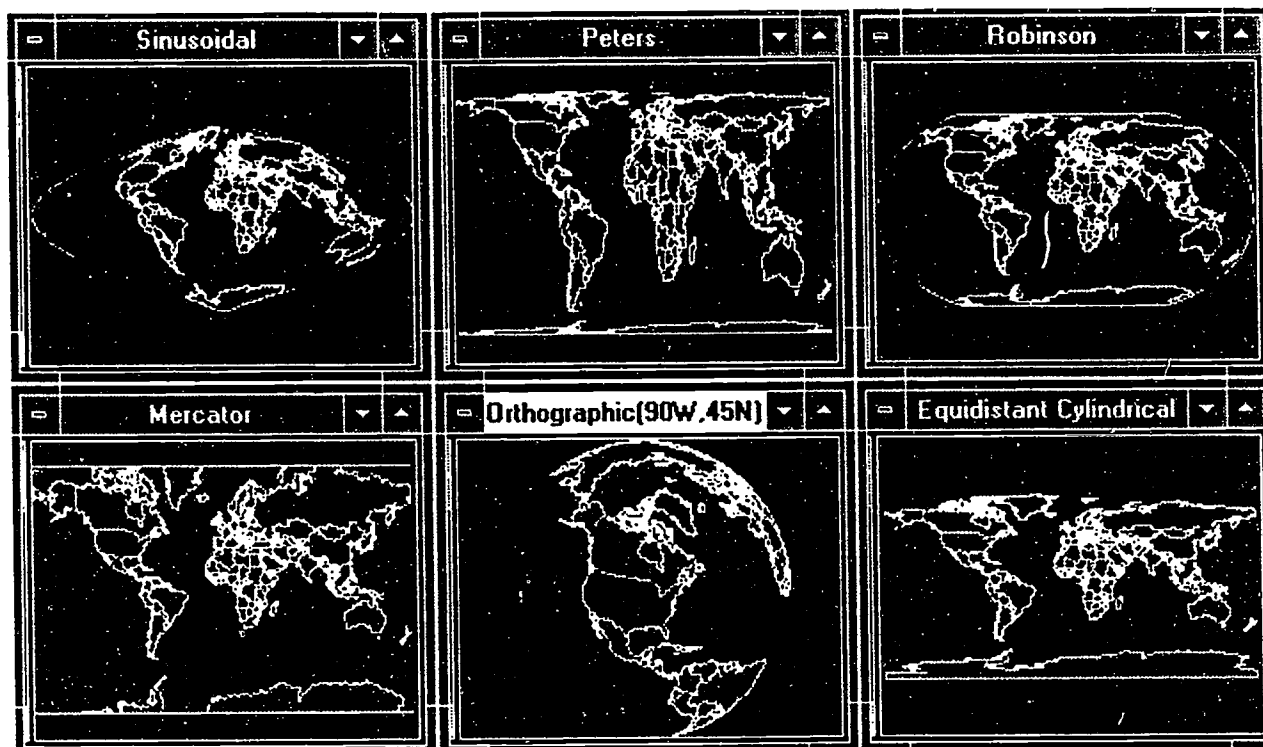 Sinusoidal
Peters
Robinson
Mercator
Orthographic(90W,45N)
Equidistant Cylindrical